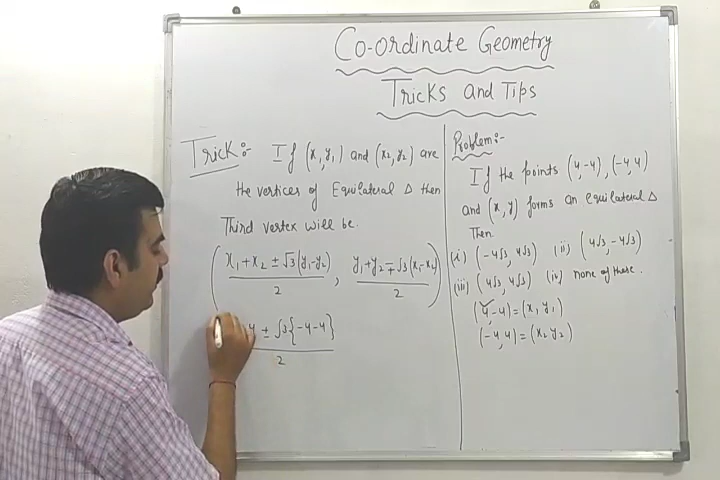 Co-ordinate Geometry
Tricks and Tips
Trick:- If (x₁, y₁) and (x₂, y₂) are
the vertices of Equilateral Δ then
Third vertex will be
( x₁ + x₂ ± √3(y₁-y₂) / 2 , y₁+y₂ ∓ √3(x₁-x₂) / 2 )
4 ± √3{-4-4} / 2
Problem:-
If the points (4,-4), (-4,4)
and (x, y) forms an equilateral Δ
Then
(i) (-4√3, 4√3) (ii) (4√3, -4√3)
(iii) (4√3, 4√3) (iv) none of these.
(4,-4) = (x₁, y₁)
(-4, 4) = (x₂ y₂)